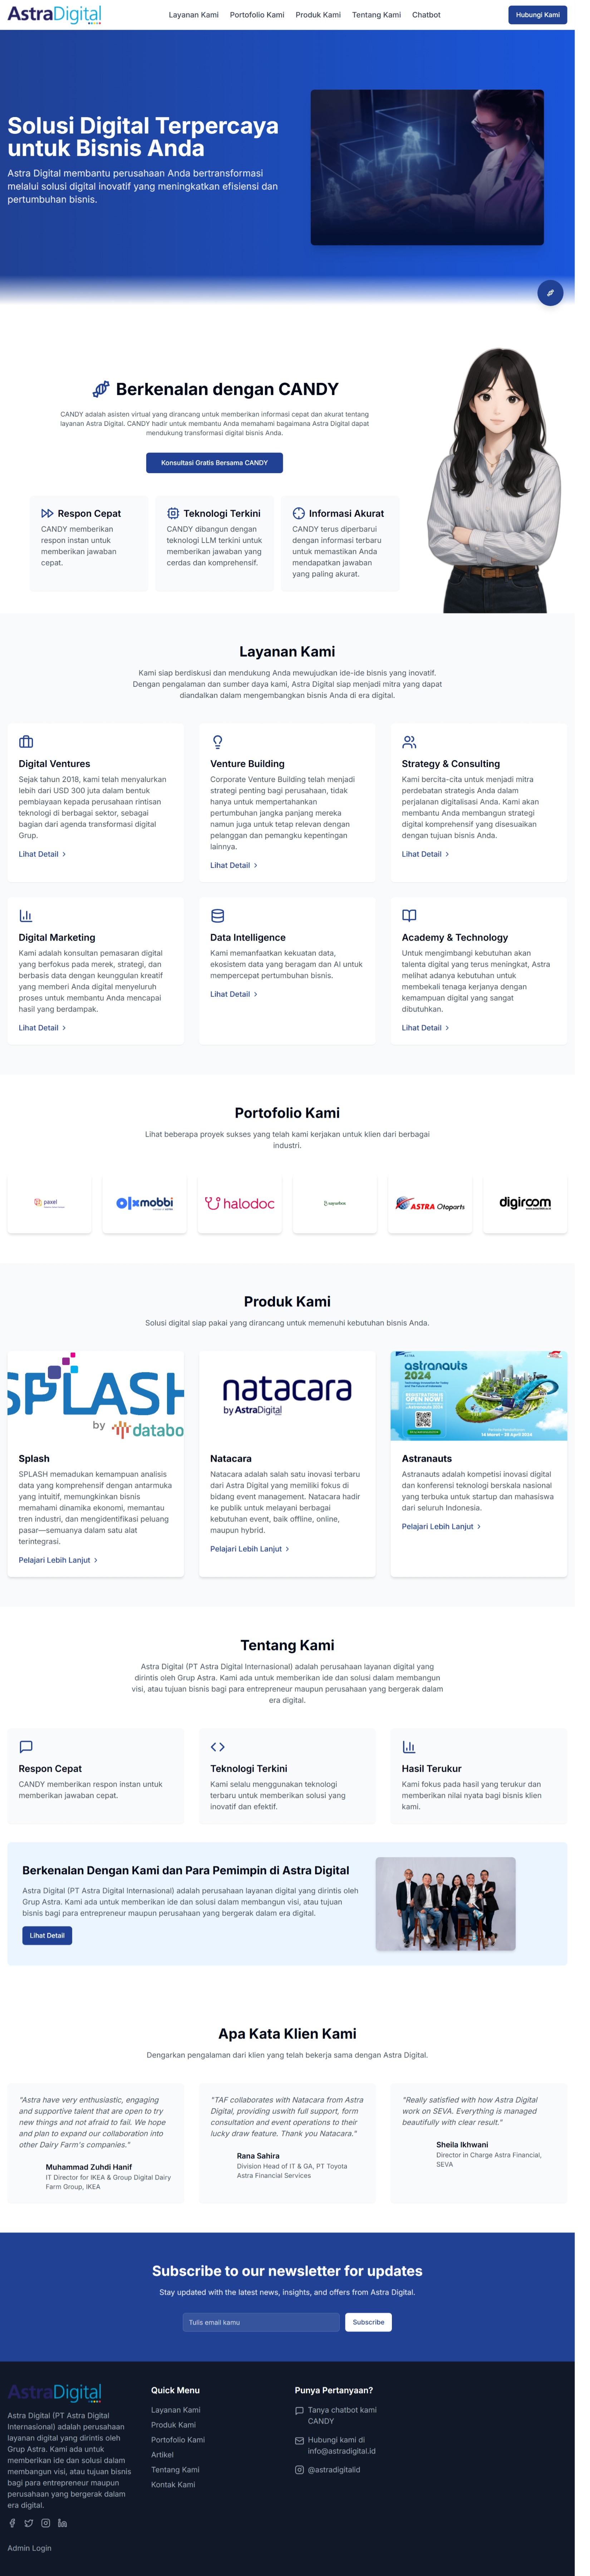 AstraDigital
Layanan Kami
Portofolio Kami
Produk Kami
Tentang Kami
Chatbot
Hubungi Kami
Solusi Digital Terpercaya
untuk Bisnis Anda
Astra Digital membantu perusahaan Anda bertransformasi
melalui solusi digital inovatif yang meningkatkan efisiensi dan
pertumbuhan bisnis.
Berkenalan dengan CANDY
CANDY adalah asisten virtual yang dirancang untuk memberikan informasi cepat dan akurat tentang
layanan Astra Digital. CANDY hadir untuk membantu Anda memahami bagaimana Astra Digital dapat
mendukung transformasi digital bisnis Anda.
Konsultasi Gratis Bersama CANDY
Respon Cepat
CANDY memberikan
respon instan untuk
memberikan jawaban
cepat.
Teknologi Terkini
CANDY dibangun dengan
teknologi LLM terkini untuk
memberikan jawaban yang
cerdas dan komprehensif.
Informasi Akurat
CANDY terus diperbarui
dengan informasi terbaru
untuk memastikan Anda
mendapatkan jawaban
yang paling akurat.
Layanan Kami
Kami siap berdiskusi dan mendukung Anda mewujudkan ide-ide bisnis yang inovatif.
Dengan pengalaman dan sumber daya kami, Astra Digital siap menjadi mitra yang dapat
diandalkan dalam mengembangkan bisnis Anda di era digital.
Digital Ventures
Sejak tahun 2018, kami telah menyalurkan
lebih dari USD 300 juta dalam bentuk
pembiayaan kepada perusahaan rintisan
teknologi di berbagai sektor, sebagai
bagian dari agenda transformasi digital
Grup.
Lihat Detail
Venture Building
Corporate Venture Building telah menjadi
strategi penting bagi perusahaan, tidak
hanya untuk mempertahankan
pertumbuhan jangka panjang mereka
namun juga untuk tetap relevan dengan
pelanggan dan pemangku kepentingan
lainnya.
Lihat Detail
Strategy & Consulting
Kami bercita-cita untuk menjadi mitra
perdebatan strategis Anda dalam
perjalanan digitalisasi Anda. Kami akan
membantu Anda membangun strategi
digital komprehensif yang disesuaikan
dengan tujuan bisnis Anda.
Lihat Detail
Digital Marketing
Kami adalah konsultan pemasaran digital
yang berfokus pada merek, strategi, dan
berbasis data dengan keunggulan kreatif
yang memberi Anda digital menyeluruh
proses untuk membantu Anda mencapai
hasil yang berdampak.
Lihat Detail
Data Intelligence
Kami memanfaatkan kekuatan data,
ekosistem data yang beragam dan AI untuk
mempercepat pertumbuhan bisnis.
Lihat Detail
Academy & Technology
Untuk mengimbangi kebutuhan akan
talenta digital yang terus meningkat, Astra
melihat adanya kebutuhan untuk
membekali tenaga kerjanya dengan
kemampuan digital yang sangat
dibutuhkan.
Lihat Detail
Portofolio Kami
Lihat beberapa proyek sukses yang telah kami kerjakan untuk klien dari berbagai
industri.
paxel
olxmobbi
halodoc
sayurbox
ASTRA Otoparts
digiroom
Produk Kami
Solusi digital siap pakai yang dirancang untuk memenuhi kebutuhan bisnis Anda.
SPLASH
by databo
natacara
by AstraDigital
astranauts
2024
REGISTRATION IS
OPEN NOW!
Splash
SPLASH memadukan kemampuan analisis
data yang komprehensif dengan antarmuka
yang intuitif, memungkinkan bisnis
memahami dinamika ekonomi, memantau
tren industri, dan mengidentifikasi peluang
pasar—semuanya dalam satu alat
terintegrasi.
Pelajari Lebih Lanjut
Natacara
Natacara adalah salah satu inovasi terbaru
dari Astra Digital yang memiliki fokus di
bidang event management. Natacara hadir
ke publik untuk melayani berbagai
kebutuhan event, baik offline, online,
maupun hybrid.
Pelajari Lebih Lanjut
Astranauts
Astranauts adalah kompetisi inovasi digital
dan konferensi teknologi berskala nasional
yang terbuka untuk startup dan mahasiswa
dari seluruh Indonesia.
Pelajari Lebih Lanjut
Tentang Kami
Astra Digital (PT Astra Digital Internasional) adalah perusahaan layanan digital yang
dirintis oleh Grup Astra. Kami ada untuk memberikan ide dan solusi dalam membangun
visi, atau tujuan bisnis bagi para entrepreneur maupun perusahaan yang bergerak dalam
era digital.
Respon Cepat
CANDY memberikan respon instan untuk
memberikan jawaban cepat.
Teknologi Terkini
Kami selalu menggunakan teknologi
terbaru untuk memberikan solusi yang
inovatif dan efektif.
Hasil Terukur
Kami fokus pada hasil yang terukur dan
memberikan nilai nyata bagi bisnis klien
kami.
Berkenalan Dengan Kami dan Para Pemimpin di Astra Digital
Astra Digital (PT Astra Digital Internasional) adalah perusahaan layanan digital yang dirintis oleh
Grup Astra. Kami ada untuk memberikan ide dan solusi dalam membangun visi, atau tujuan
bisnis bagi para entrepreneur maupun perusahaan yang bergerak dalam era digital.
Lihat Detail
Apa Kata Klien Kami
Dengarkan pengalaman dari klien yang telah bekerja sama dengan Astra Digital.
"Astra have very enthusiastic, engaging
and supportive talent that are open to try
new things and not afraid to fail. We hope
and plan to expand our collaboration into
other Dairy Farm's companies."
Muhammad Zuhdi Hanif
IT Director for IKEA & Group Digital Dairy
Farm Group, IKEA
"TAF collaborates with Natacara from Astra
Digital, providing uswith full support, form
consultation and event operations to their
lucky draw feature. Thank you Natacara."
Rana Sahira
Division Head of IT & GA, PT Toyota
Astra Financial Services
"Really satisfied with how Astra Digital
work on SEVA. Everything is managed
beautifully with clear result."
Sheila Ikhwani
Director in Charge Astra Financial,
SEVA
Subscribe to our newsletter for updates
Stay updated with the latest news, insights, and offers from Astra Digital.
Tulis email kamu
Subscribe
AstraDigital
Astra Digital (PT Astra Digital
Internasional) adalah perusahaan
layanan digital yang dirintis oleh
Grup Astra. Kami ada untuk
memberikan ide dan solusi dalam
membangun visi, atau tujuan bisnis
bagi para entrepreneur maupun
perusahaan yang bergerak dalam
era digital.
Admin Login
Quick Menu
Layanan Kami
Produk Kami
Portofolio Kami
Artikel
Tentang Kami
Kontak Kami
Punya Pertanyaan?
Tanya chatbot kami
CANDY
Hubungi kami di
info@astradigital.id
@astradigitalid